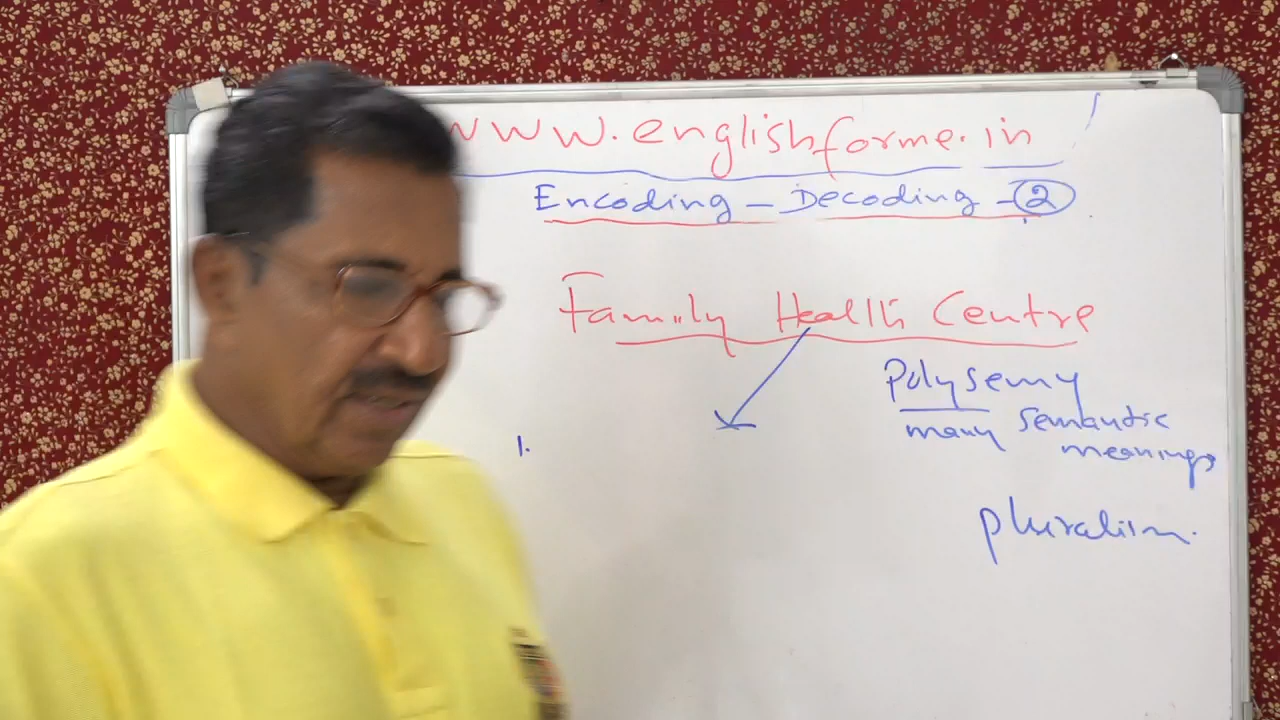 www.englishforme.in
Encoding - Decoding - 2
Family Health Centre
Polysemy
many semantic
meanings
1.
pluralism.